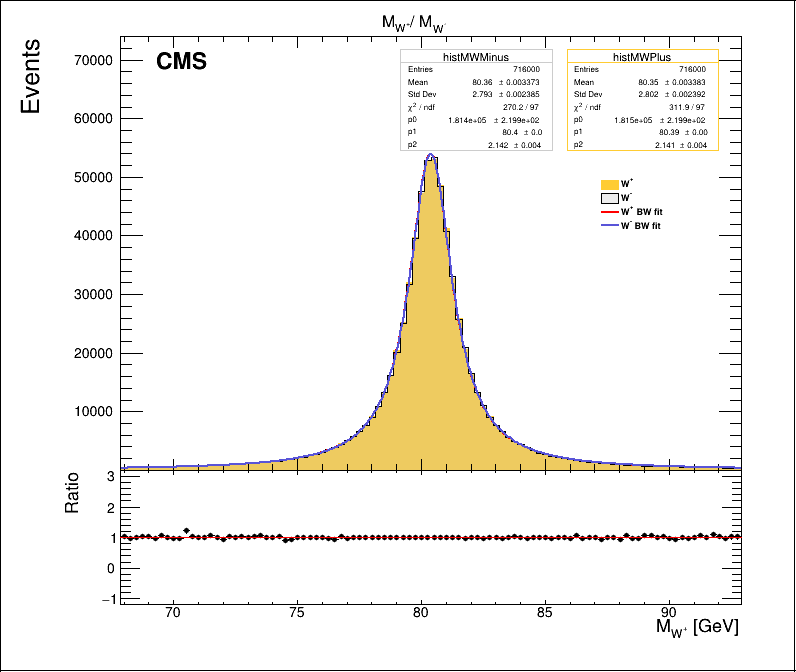 M_W⁺/ M_W⁻
Events
CMS
70000
60000
50000
40000
30000
20000
10000
histMWMinus
Entries 716000
Mean 80.36 ± 0.003373
Std Dev 2.793 ± 0.002385
χ² / ndf 270.2 / 97
p0 1.814e+05 ± 2.199e+02
p1 80.4 ± 0.0
p2 2.142 ± 0.004
histMWPlus
Entries 716000
Mean 80.35 ± 0.003383
Std Dev 2.802 ± 0.002392
χ² / ndf 311.9 / 97
p0 1.815e+05 ± 2.199e+02
p1 80.39 ± 0.00
p2 2.141 ± 0.004
W⁺
W⁻
W⁺ BW fit
W⁻ BW fit
Ratio
3
2
1
0
−1
70 75 80 85 90
M_W⁺ [GeV]